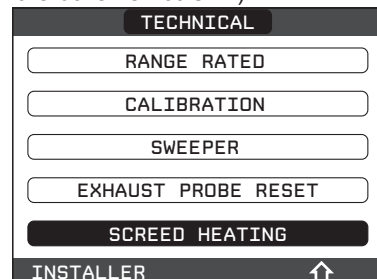 TECHNICAL
RANGE RATED
CALIBRATION
SWEEPER
EXHAUST PROBE RESET
SCREED HEATING
INSTALLER